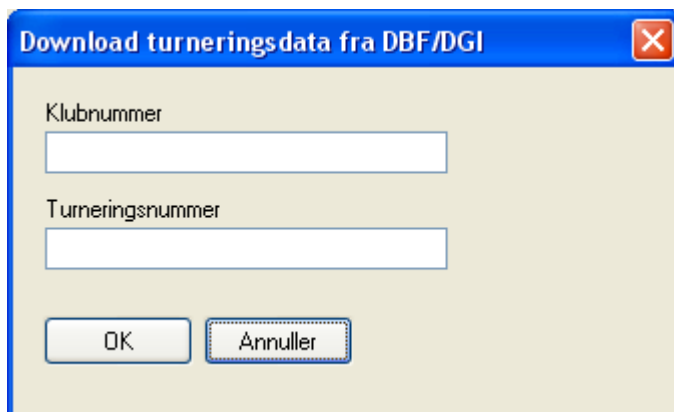 Download turneringsdata fra DBF/DGI
Klubnummer
Turneringsnummer
OK Annuller